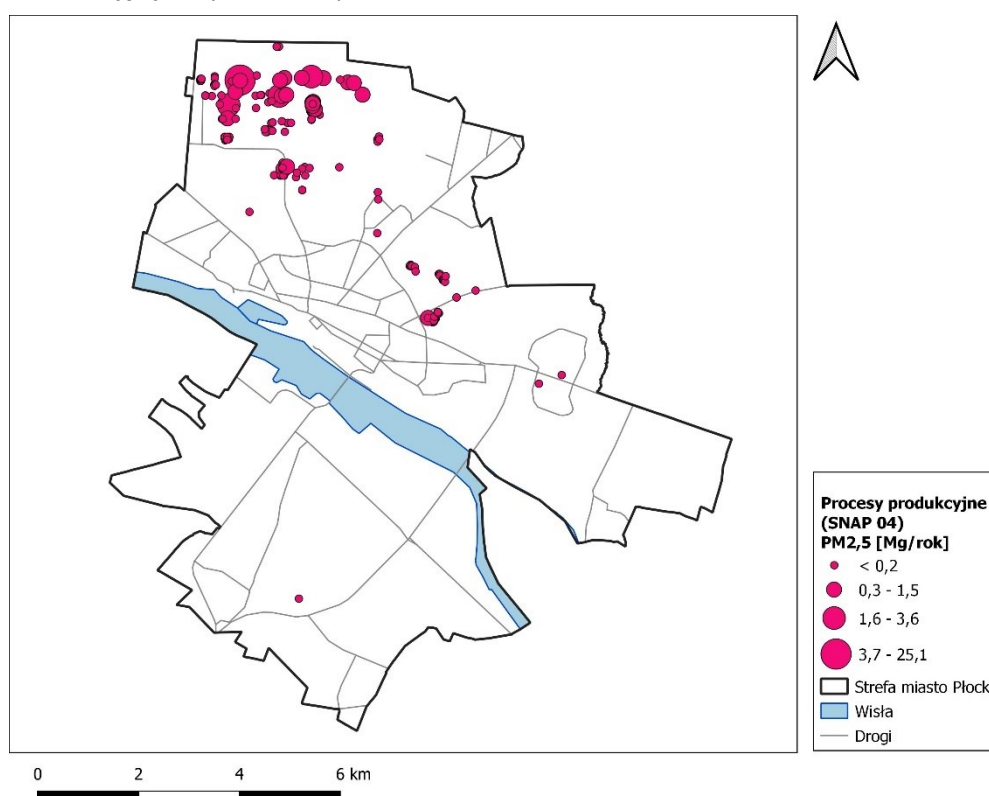 Procesy produkcyjne
(SNAP 04)
PM2,5 [Mg/rok]
< 0,2
0,3 - 1,5
1,6 - 3,6
3,7 - 25,1
Strefa miasto Płock
Wisła
Drogi
0 2 4 6 km